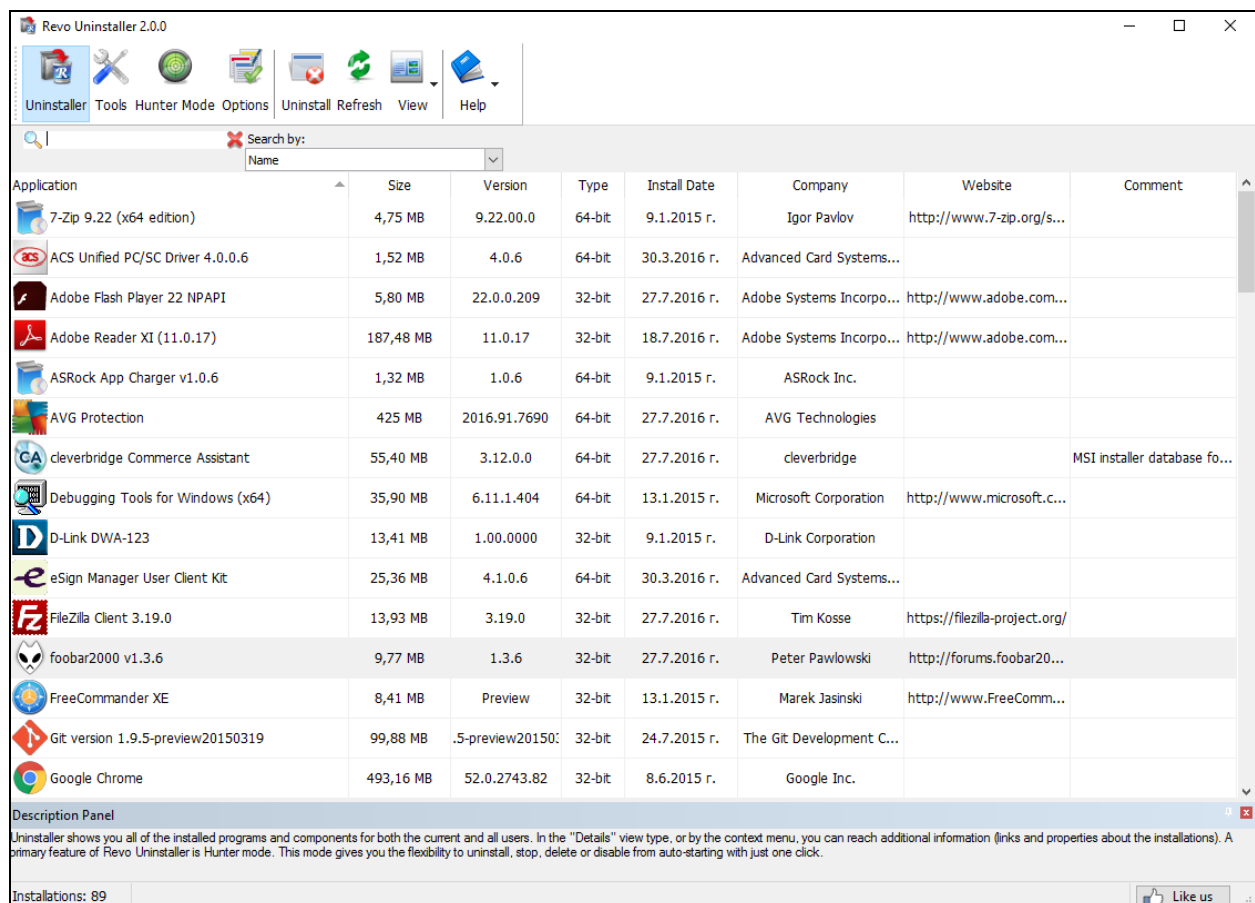 Revo Uninstaller 2.0.0
Uninstaller Tools Hunter Mode Options Uninstall Refresh View Help
Search by:
Name
Application Size Version Type Install Date Company Website Comment
7-Zip 9.22 (x64 edition) 4,75 MB 9.22.00.0 64-bit 9.1.2015 г. Igor Pavlov http://www.7-zip.org/s...
ACS Unified PC/SC Driver 4.0.0.6 1,52 MB 4.0.6 64-bit 30.3.2016 г. Advanced Card Systems...
Adobe Flash Player 22 NPAPI 5,80 MB 22.0.0.209 32-bit 27.7.2016 г. Adobe Systems Incorpo... http://www.adobe.com...
Adobe Reader XI (11.0.17) 187,48 MB 11.0.17 32-bit 18.7.2016 г. Adobe Systems Incorpo... http://www.adobe.com...
ASRock App Charger v1.0.6 1,32 MB 1.0.6 64-bit 9.1.2015 г. ASRock Inc.
AVG Protection 425 MB 2016.91.7690 64-bit 27.7.2016 г. AVG Technologies
cleverbridge Commerce Assistant 55,40 MB 3.12.0.0 64-bit 27.7.2016 г. cleverbridge MSI installer database fo...
Debugging Tools for Windows (x64) 35,90 MB 6.11.1.404 64-bit 13.1.2015 г. Microsoft Corporation http://www.microsoft.c...
D-Link DWA-123 13,41 MB 1.00.0000 32-bit 9.1.2015 г. D-Link Corporation
eSign Manager User Client Kit 25,36 MB 4.1.0.6 64-bit 30.3.2016 г. Advanced Card Systems...
FileZilla Client 3.19.0 13,93 MB 3.19.0 32-bit 27.7.2016 г. Tim Kosse https://filezilla-project.org/
foobar2000 v1.3.6 9,77 MB 1.3.6 32-bit 27.7.2016 г. Peter Pawlowski http://forums.foobar20...
FreeCommander XE 8,41 MB Preview 32-bit 13.1.2015 г. Marek Jasinski http://www.FreeComm...
Git version 1.9.5-preview20150319 99,88 MB .5-preview20150: 32-bit 24.7.2015 г. The Git Development C...
Google Chrome 493,16 MB 52.0.2743.82 32-bit 8.6.2015 г. Google Inc.
Description Panel
Uninstaller shows you all of the installed programs and components for both the current and all users. In the "Details" view type, or by the context menu, you can reach additional information (links and properties about the installations). A
primary feature of Revo Uninstaller is Hunter mode. This mode gives you the flexibility to uninstall, stop, delete or disable from auto-starting with just one click.
Installations: 89 Like us